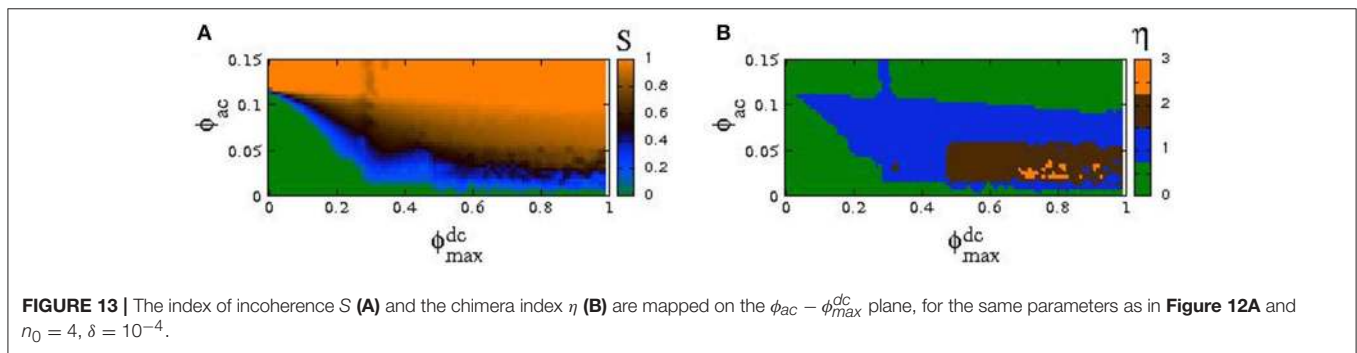 A
S
0.15
0.1
0.05
0
ϕac
0 0.2 0.4 0.6 0.8 1
ϕdcmax
1
0.8
0.6
0.4
0.2
0
B
η
0.15
0.1
0.05
0
ϕac
0 0.2 0.4 0.6 0.8 1
ϕdcmax
3
2
1
0
FIGURE 13 | The index of incoherence S (A) and the chimera index η (B) are mapped on the ϕac − ϕdcmax plane, for the same parameters as in Figure 12A and
n0 = 4, δ = 10−4.